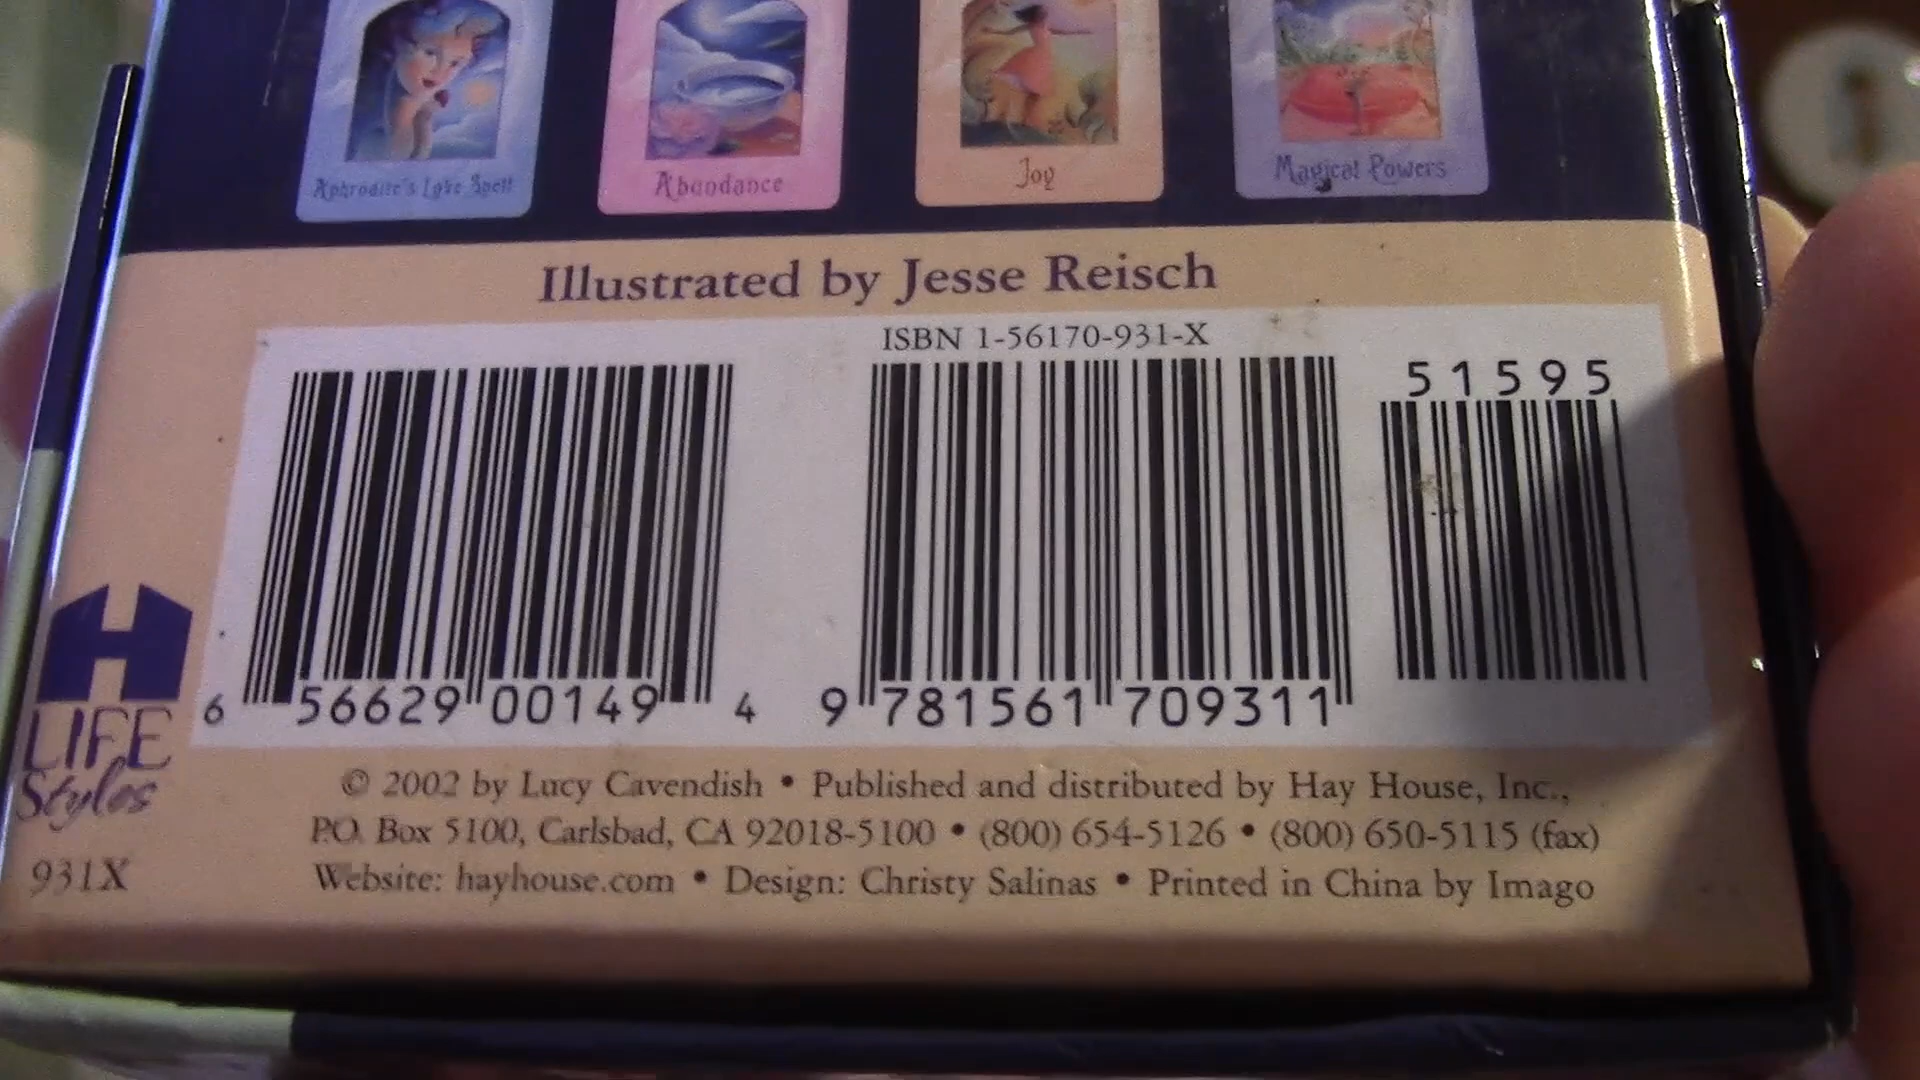 Aphrodite's Love Spell
Abundance
Joy
Magical Powers
Illustrated by Jesse Reisch
ISBN 1-56170-931-X
51595
6 56629 00149 4
9 781561 709311
H
LIFE
Styles
931X
© 2002 by Lucy Cavendish • Published and distributed by Hay House, Inc.,
P.O. Box 5100, Carlsbad, CA 92018-5100 • (800) 654-5126 • (800) 650-5115 (fax)
Website: hayhouse.com • Design: Christy Salinas • Printed in China by Imago